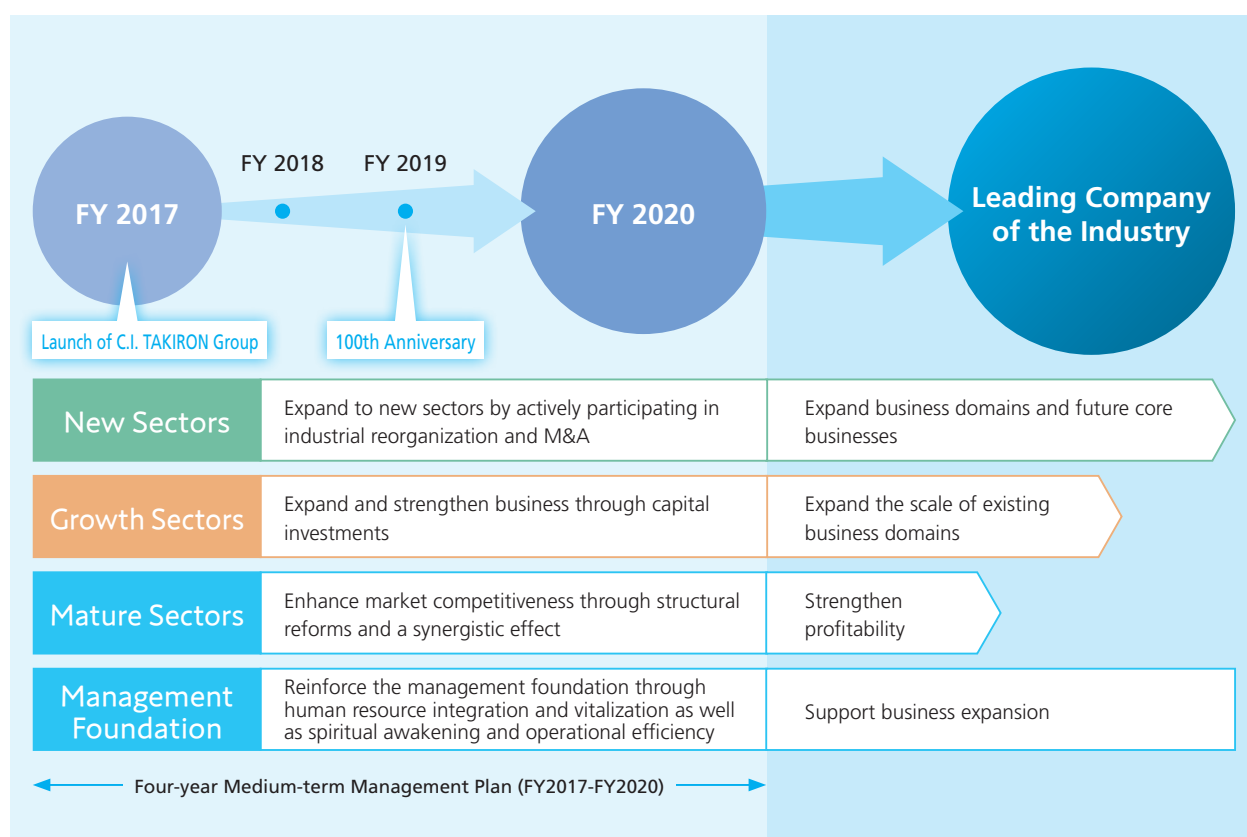 FY 2018
FY 2019
FY 2017
FY 2020
Leading Company
of the Industry
Launch of C.I. TAKIRON Group
100th Anniversary
New Sectors
Expand to new sectors by actively participating in
industrial reorganization and M&A
Expand business domains and future core
businesses
Growth Sectors
Expand and strengthen business through capital
investments
Expand the scale of existing
business domains
Mature Sectors
Enhance market competitiveness through structural
reforms and a synergistic effect
Strengthen
profitability
Management
Foundation
Reinforce the management foundation through
human resource integration and vitalization as well
as spiritual awakening and operational efficiency
Support business expansion
Four-year Medium-term Management Plan (FY2017-FY2020)